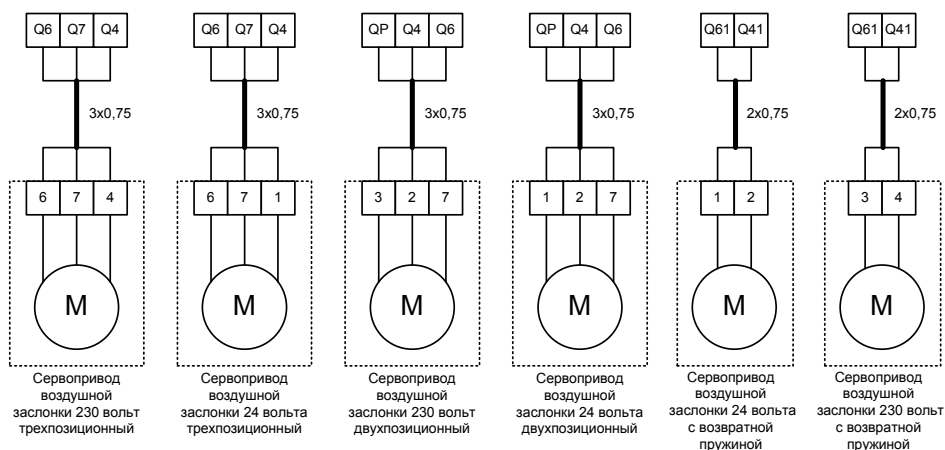 Q6 Q7 Q4
Q6 Q7 Q4
QP Q4 Q6
QP Q4 Q6
Q61 Q41
Q61 Q41
3x0,75
3x0,75
3x0,75
3x0,75
2x0,75
2x0,75
6 7 4
6 7 1
3 2 7
1 2 7
1 2
3 4
M
M
M
M
M
M
Сервопривод
воздушной
заслонки 230 вольт
трехпозиционный
Сервопривод
воздушной
заслонки 24 вольта
трехпозиционный
Сервопривод
воздушной
заслонки 230 вольт
двухпозиционный
Сервопривод
воздушной
заслонки 24 вольта
двухпозиционный
Сервопривод
воздушной
заслонки 24 вольта
с возвратной
пружиной
Сервопривод
воздушной
заслонки 230 вольт
с возвратной
пружиной